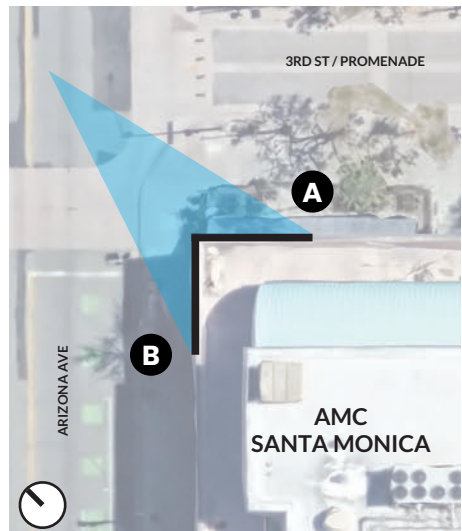 3RD ST / PROMENADE
A
B
ARIZONA AVE
AMC
SANTA MONICA